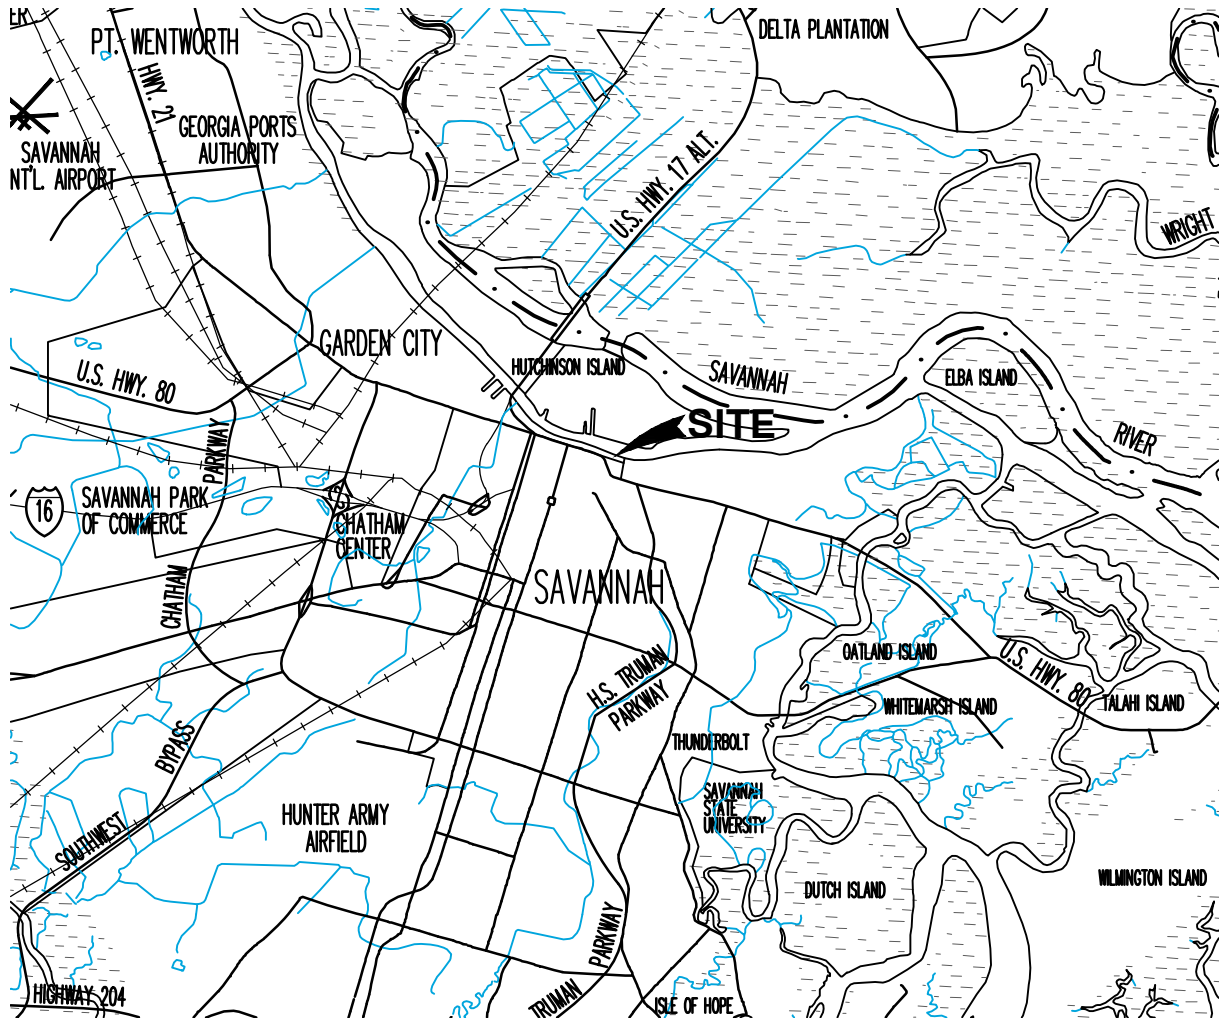 ER
PT. WENTWORTH
DELTA PLANTATION
HWY. 21
GEORGIA PORTS
AUTHORITY
SAVANNAH
NT'L. AIRPORT
U.S. HWY. 17 ALT.
WRIGHT
GARDEN CITY
HUTCHINSON ISLAND
SAVANNAH
ELBA ISLAND
U.S. HWY. 80
SITE
RIVER
PARKWAY
16
SAVANNAH PARK
OF COMMERCE
CHATHAM
CENTER
CHATHAM
SAVANNAH
OATLAND ISLAND
U.S. HWY. 80
H.S. TRUMAN
PARKWAY
WHITEMARSH ISLAND
TALAHI ISLAND
BYPASS
THUNDERBOLT
SAVANNAH
STATE
UNIVERSITY
HUNTER ARMY
AIRFIELD
SOUTHWEST
DUTCH ISLAND
WILMINGTON ISLAND
PARKWAY
TRUMAN
HIGHWAY 204
ISLE OF HOPE